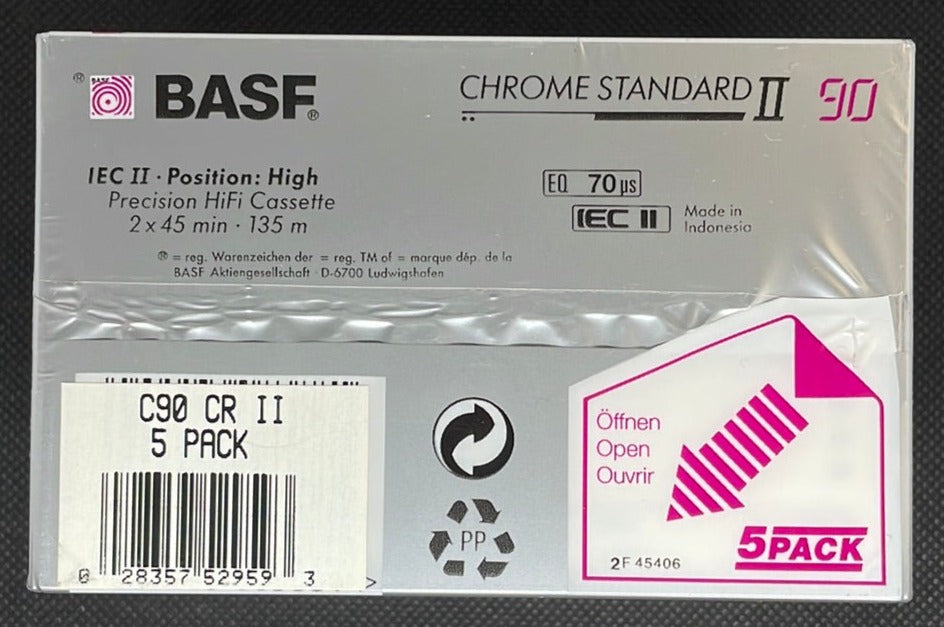 ® BASF BASF®
CHROME STANDARD II 90
IEC II · Position: High
Precision HiFi Cassette
2 x 45 min · 135 m
EQ 70 µs
IEC II
Made in
Indonesia
® = reg. Warenzeichen der = reg. TM of = marque dép. de la
BASF Aktiengesellschaft · D-6700 Ludwigshafen
C90 CR II
5 PACK
0 28357 52959 3 >
PP
Öffnen
Open
Ouvrir
5PACK
2F 45406